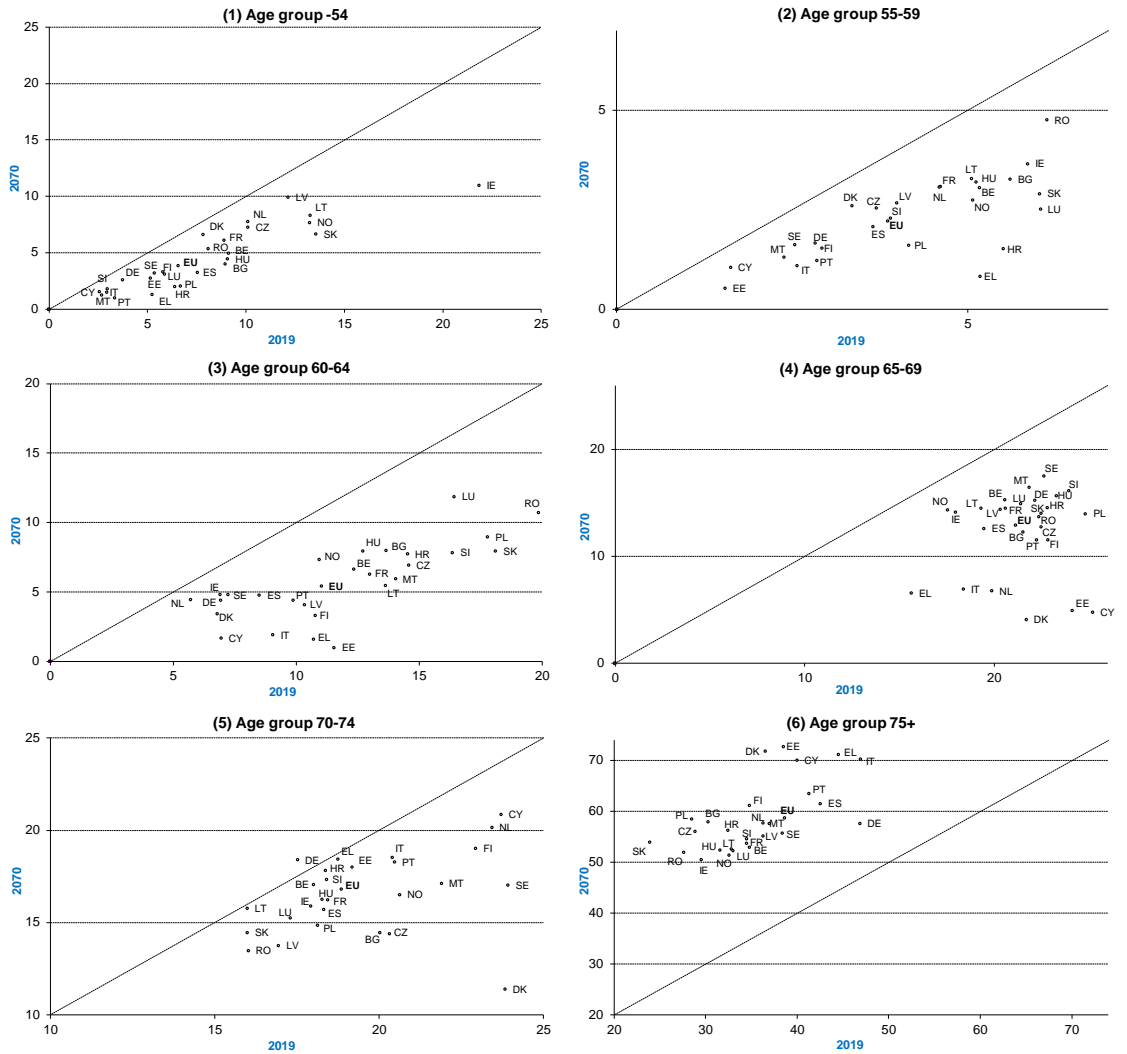 (1) Age group -54
25
20
15
10
5
0
0 5 10 15 20 25
2070
2019
IE
LV
LT
NL
NO
DK
CZ
SK
FR
RO
BE
HU
SE
FI
EU
BG
DE
LU
ES
SI
EE
PL
CY
IT
HR
MT
PT
EL
(2) Age group 55-59
5
0
0 5
2070
2019
RO
IE
LT
HU
BG
FR
DK
CZ
LV
NL
BE
SK
NO
SI
LU
EU
ES
SE
DE
PL
HR
MT
FI
CY
IT
PT
EL
EE
(3) Age group 60-64
20
15
10
5
0
0 5 10 15 20
2070
2019
LU
RO
PL
HU
BG
NO
HR
SI
SK
BE
CZ
FR
MT
EU
IE
LT
NL
DE
SE
ES
PT
LV
DK
FI
CY
IT
EL
EE
(4) Age group 65-69
20
10
0
0 10 20
2070
2019
SE
MT
SI
BE
LU
DE
HU
NO
LT
HR
IE
LV
FR
SK
PL
EU
RO
ES
BG
CZ
PT
FI
EL
IT
NL
EE
CY
DK
(5) Age group 70-74
25
20
15
10
10 15 20 25
2070
2019
CY
NL
FI
EL
IT
DE
EE
PT
HR
SI
BE
EU
MT
SE
HU
NO
IE
FR
LT
LU
ES
SK
PL
BG
CZ
RO
LV
DK
(6) Age group 75+
70
60
50
40
30
20
20 30 40 50 60 70
2070
2019
EE
DK
EL
CY
IT
PT
FI
ES
PL
BG
EU
NL
MT
DE
CZ
HR
SI
LV
SE
SK
HU
LT
FR
RO
NO
LU
BE
IE